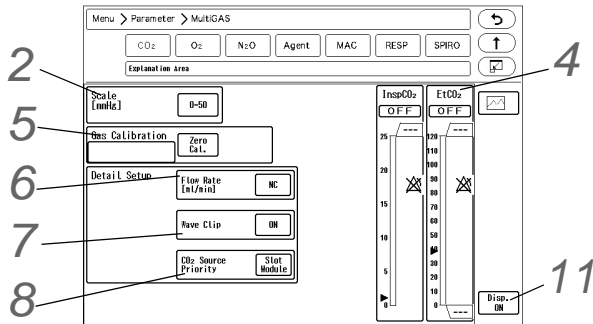 Menu > Parameter > MultiGAS
CO₂ O₂ N₂O Agent MAC RESP SPIRO
Explanation Area
2
4
Scale
[mmHg]
0-50
InspCO₂
OFF
EtCO₂
OFF
5
Gas Calibration
Zero
Cal.
6
Detail Setup
Flow Rate
[ml/min]
NC
7
Wave Clip
ON
8
CO₂ Source
Priority
Slot
Module
25
20
15
10
5
0
---
120
110
100
90
80
70
60
50
40
30
20
10
0
---
---
11
Disp.
ON